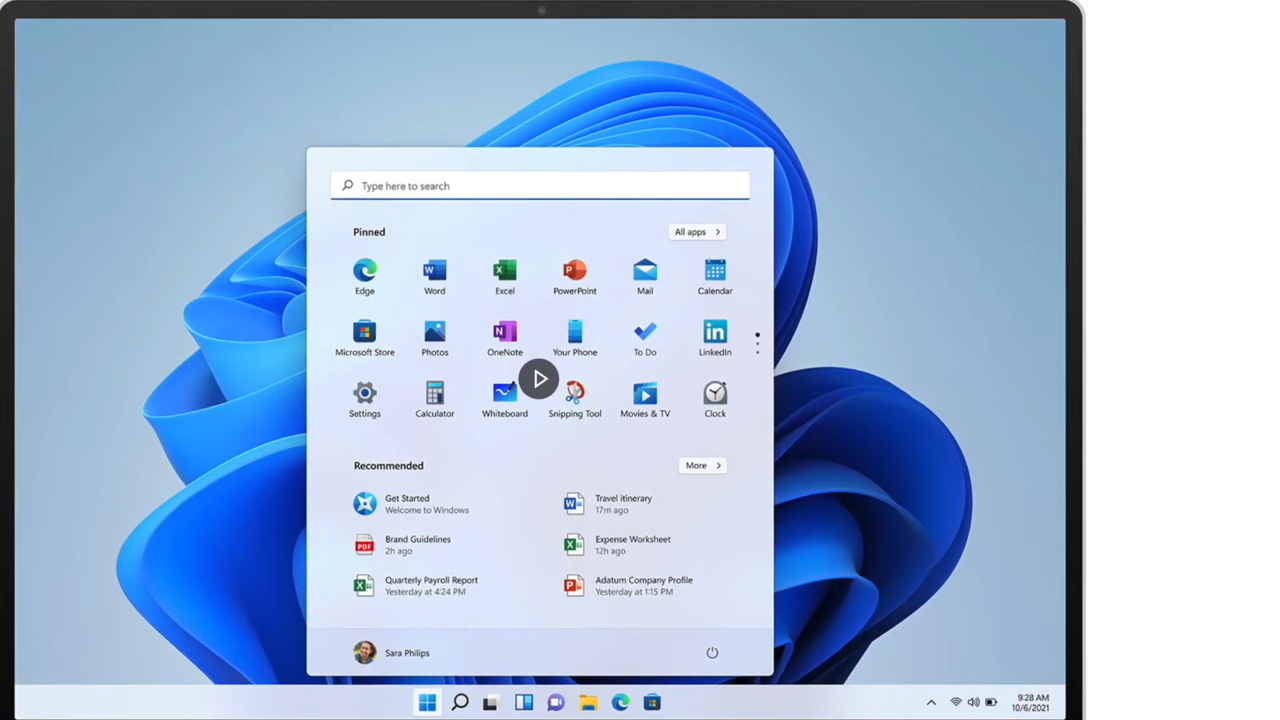 Type here to search
Pinned
All apps
Edge
Word
Excel
PowerPoint
Mail
Calendar
Microsoft Store
Photos
OneNote
Your Phone
To Do
LinkedIn
Settings
Calculator
Whiteboard
Snipping Tool
Movies & TV
Clock
Recommended
More
Get Started
Welcome to Windows
Travel itinerary
17m ago
Brand Guidelines
2h ago
Expense Worksheet
12h ago
Quarterly Payroll Report
Yesterday at 4:24 PM
Adatum Company Profile
Yesterday at 1:15 PM
Sara Philips
9:28 AM
10/6/2021